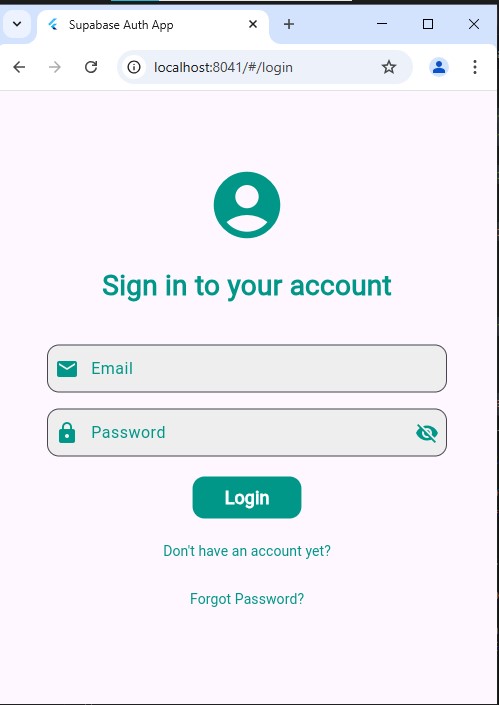 Supabase Auth App
localhost:8041/#/login
Sign in to your account
Email
Password
Login
Don't have an account yet?
Forgot Password?